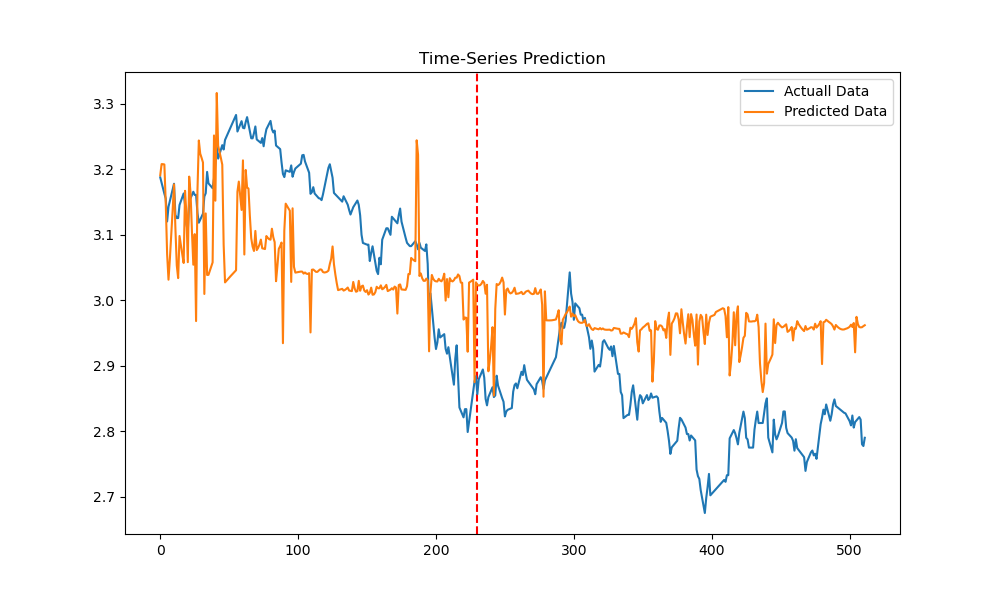 Time-Series Prediction
Actuall Data
Predicted Data
3.3
3.2
3.1
3.0
2.9
2.8
2.7
0 100 200 300 400 500